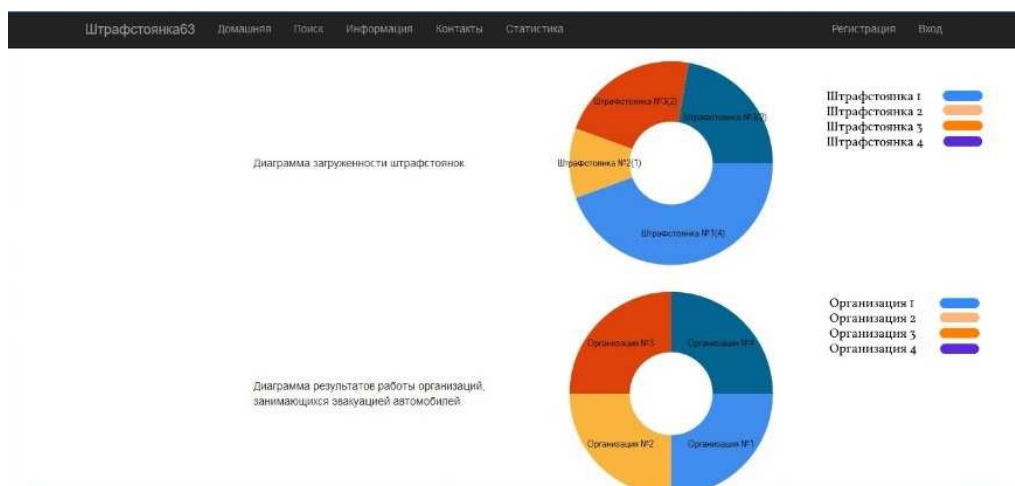 Штрафстоянка63 Домашняя Поиск Информация Контакты Статистика Регистрация Вход
Диаграмма загруженности штрафстоянок
Штрафстоянка №3(2)
Штрафстоянка
Штрафстоянка №2(1)
Штрафстоянка №1(4)
Штрафстоянка 1
Штрафстоянка 2
Штрафстоянка 3
Штрафстоянка 4
Диаграмма результатов работы организаций,
занимающихся эвакуацией автомобилей.
Организация №3
Организация №4
Организация №2
Организация №1
Организация 1
Организация 2
Организация 3
Организация 4